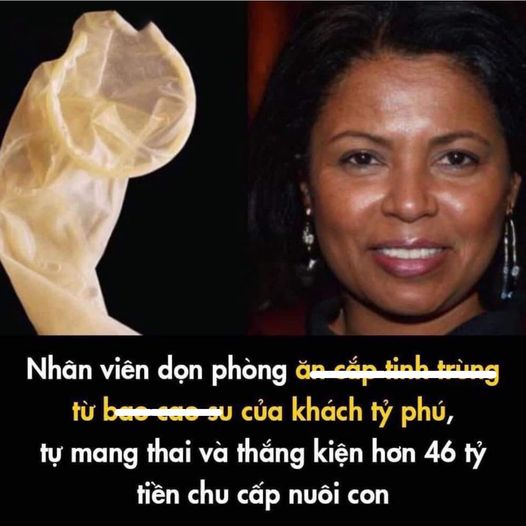 Nhân viên dọn phòng ăn cắp tinh trùng
từ bao cao su của khách tỷ phú,
tự mang thai và thắng kiện hơn 46 tỷ
tiền chu cấp nuôi con